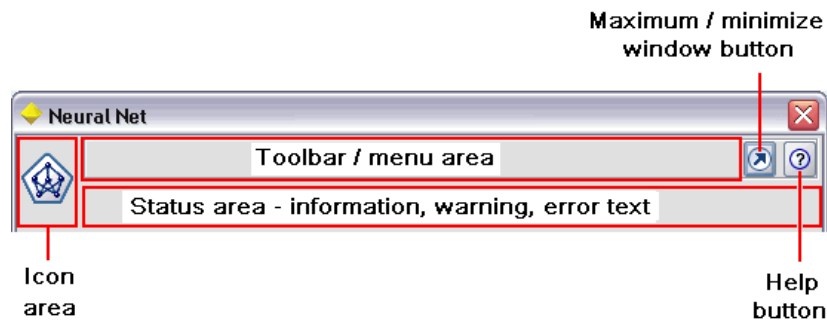 Maximum / minimize
window button
Neural Net
Toolbar / menu area
?
Status area - information, warning, error text
Icon
area
Help
button